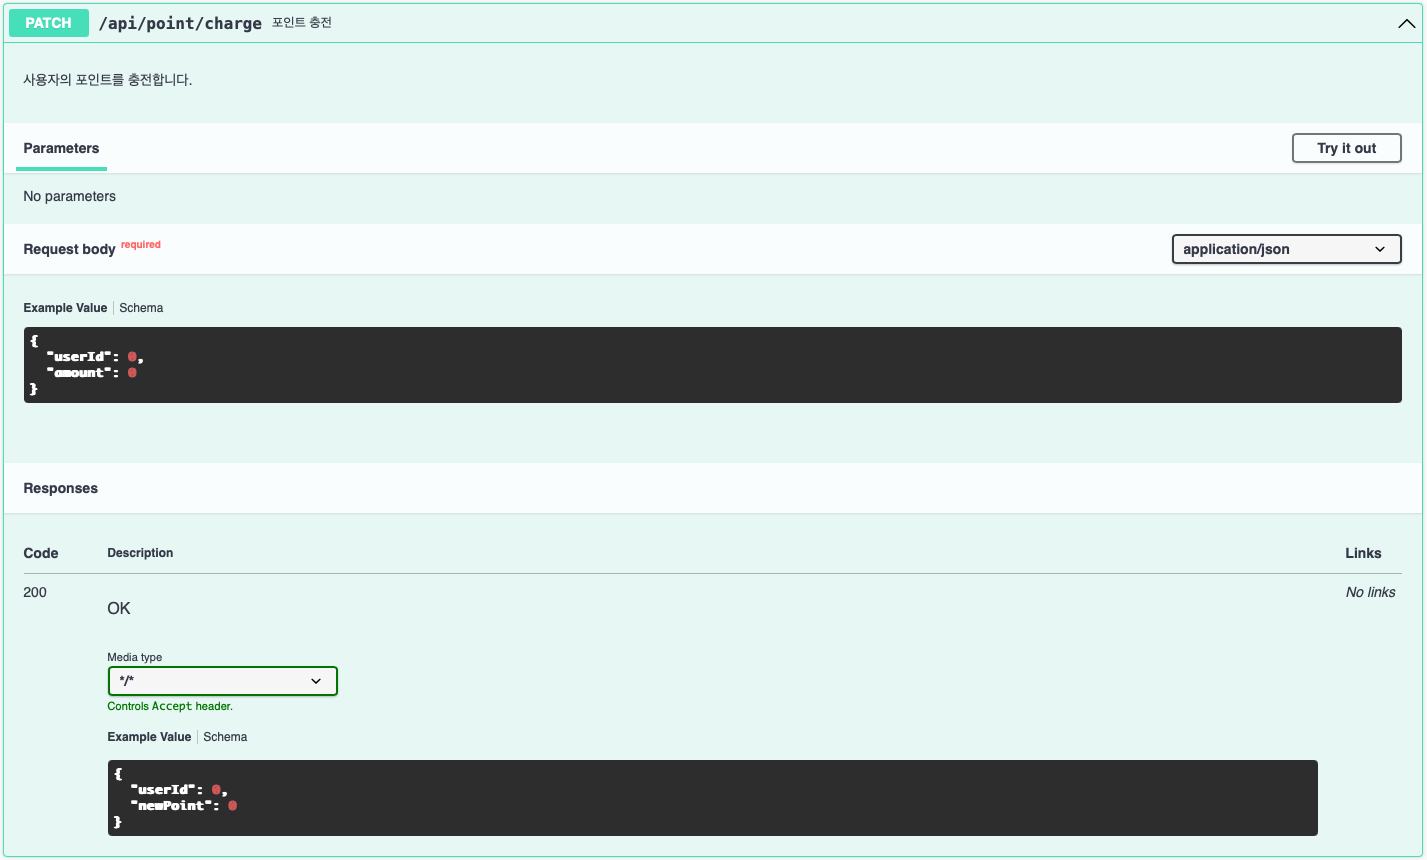 PATCH /api/point/charge 포인트 충전
사용자의 포인트를 충전합니다.
Parameters
Try it out
No parameters
Request body required
application/json
Example Value Schema
{
"userId": 0,
"amount": 0
}
Responses
Code Description Links
200 OK No links
Media type
*/*
Controls Accept header.
Example Value Schema
{
"userId": 0,
"newPoint": 0
}